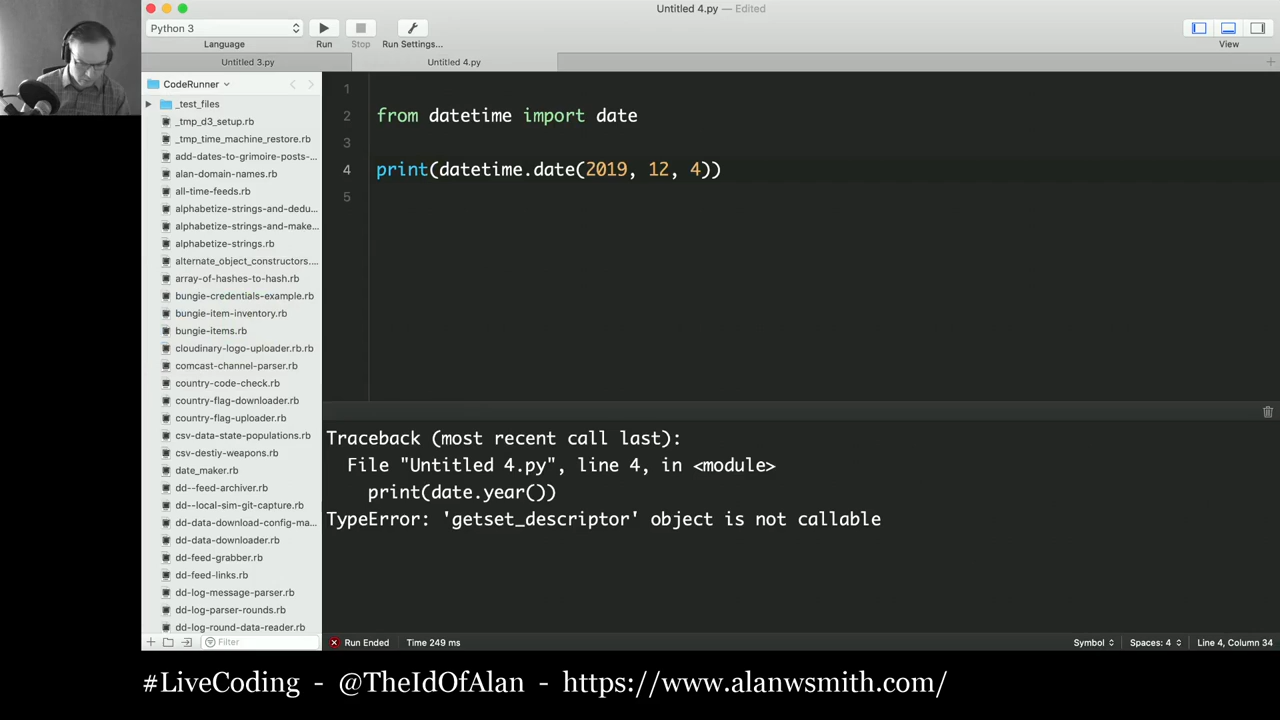 Untitled 4.py — Edited
Python 3
Language
Run
Stop
Run Settings...
View
Untitled 3.py
Untitled 4.py
CodeRunner
_test_files
_tmp_d3_setup.rb
_tmp_time_machine_restore.rb
add-dates-to-grimoire-posts-...
alan-domain-names.rb
all-time-feeds.rb
alphabetize-strings-and-dedu...
alphabetize-strings-and-make...
alphabetize-strings.rb
alternate_object_constructors....
array-of-hashes-to-hash.rb
bungie-credentials-example.rb
bungie-item-inventory.rb
bungie-items.rb
cloudinary-logo-uploader.rb.rb
comcast-channel-parser.rb
country-code-check.rb
country-flag-downloader.rb
country-flag-uploader.rb
csv-data-state-populations.rb
csv-destiy-weapons.rb
date_maker.rb
dd--feed-archiver.rb
dd--local-sim-git-capture.rb
dd-data-download-config-ma...
dd-data-downloader.rb
dd-feed-grabber.rb
dd-feed-links.rb
dd-log-message-parser.rb
dd-log-parser-rounds.rb
dd-log-round-data-reader.rb
Filter
1
2 from datetime import date
3
4 print(datetime.date(2019, 12, 4))
5
Traceback (most recent call last):
File "Untitled 4.py", line 4, in <module>
print(date.year())
TypeError: 'getset_descriptor' object is not callable
Run Ended
Time 249 ms
Symbol
Spaces: 4
Line 4, Column 34
#LiveCoding - @TheIdOfAlan - https://www.alanwsmith.com/